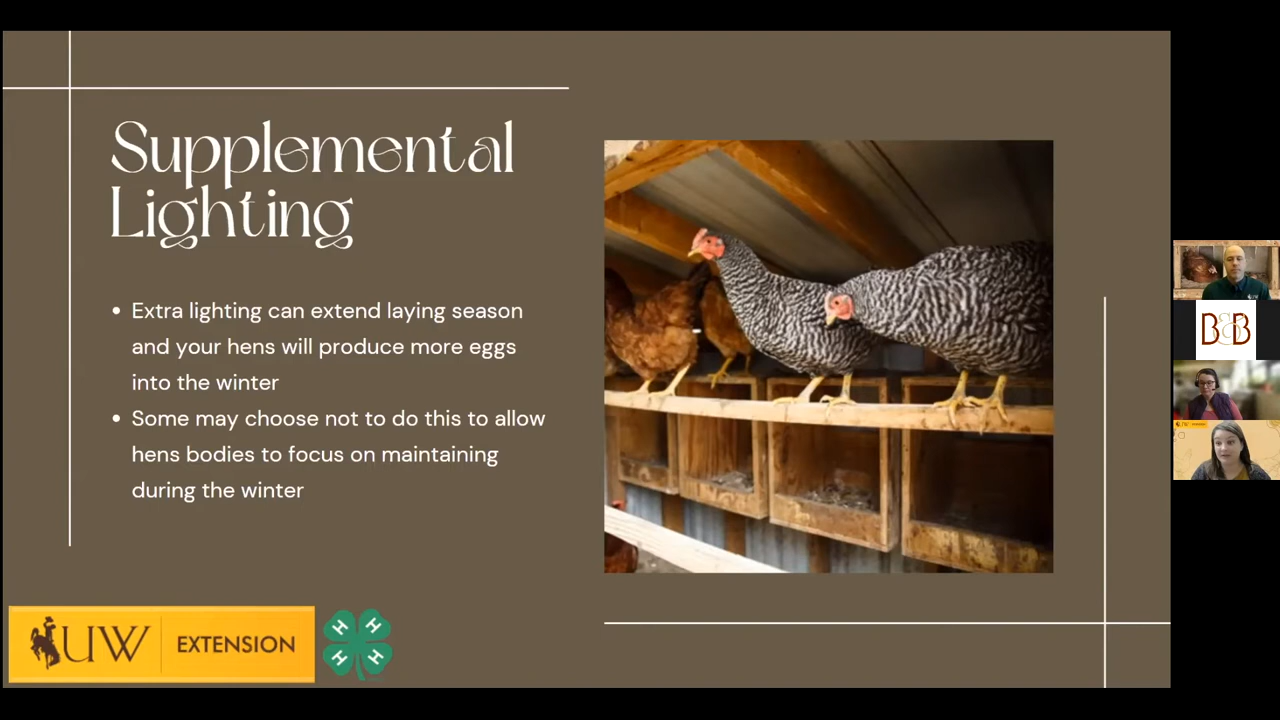 Supplemental
Lighting
Extra lighting can extend laying season
and your hens will produce more eggs
into the winter
Some may choose not to do this to allow
hens bodies to focus on maintaining
during the winter
UW EXTENSION
H H
H H
B&B